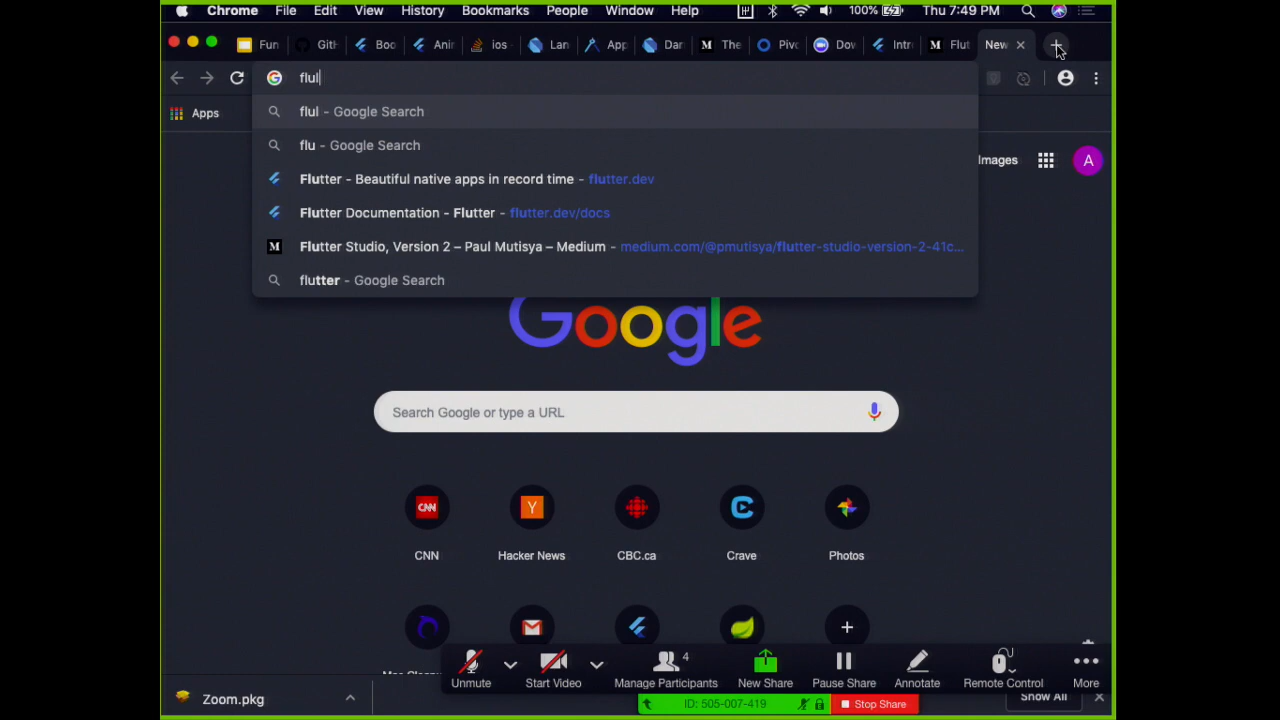 Chrome File Edit View History Bookmarks People Window Help 100% Thu 7:49 PM
Fun Gith Boo Ani ios Lan App Dar The Pivo Dov Intr Flut New
flul
Apps
flul - Google Search
flu - Google Search
Flutter - Beautiful native apps in record time - flutter.dev
Flutter Documentation - Flutter - flutter.dev/docs
Flutter Studio, Version 2 – Paul Mutisya – Medium - medium.com/@pmutisya/flutter-studio-version-2-41c...
flutter - Google Search
Images
A
Google
Search Google or type a URL
CNN
Y
CNN Hacker News CBC.ca Crave Photos
Unmute Start Video Manage Participants 4 New Share Pause Share Annotate Remote Control More
Zoom.pkg
ID: 505-007-419 Stop Share
Show All